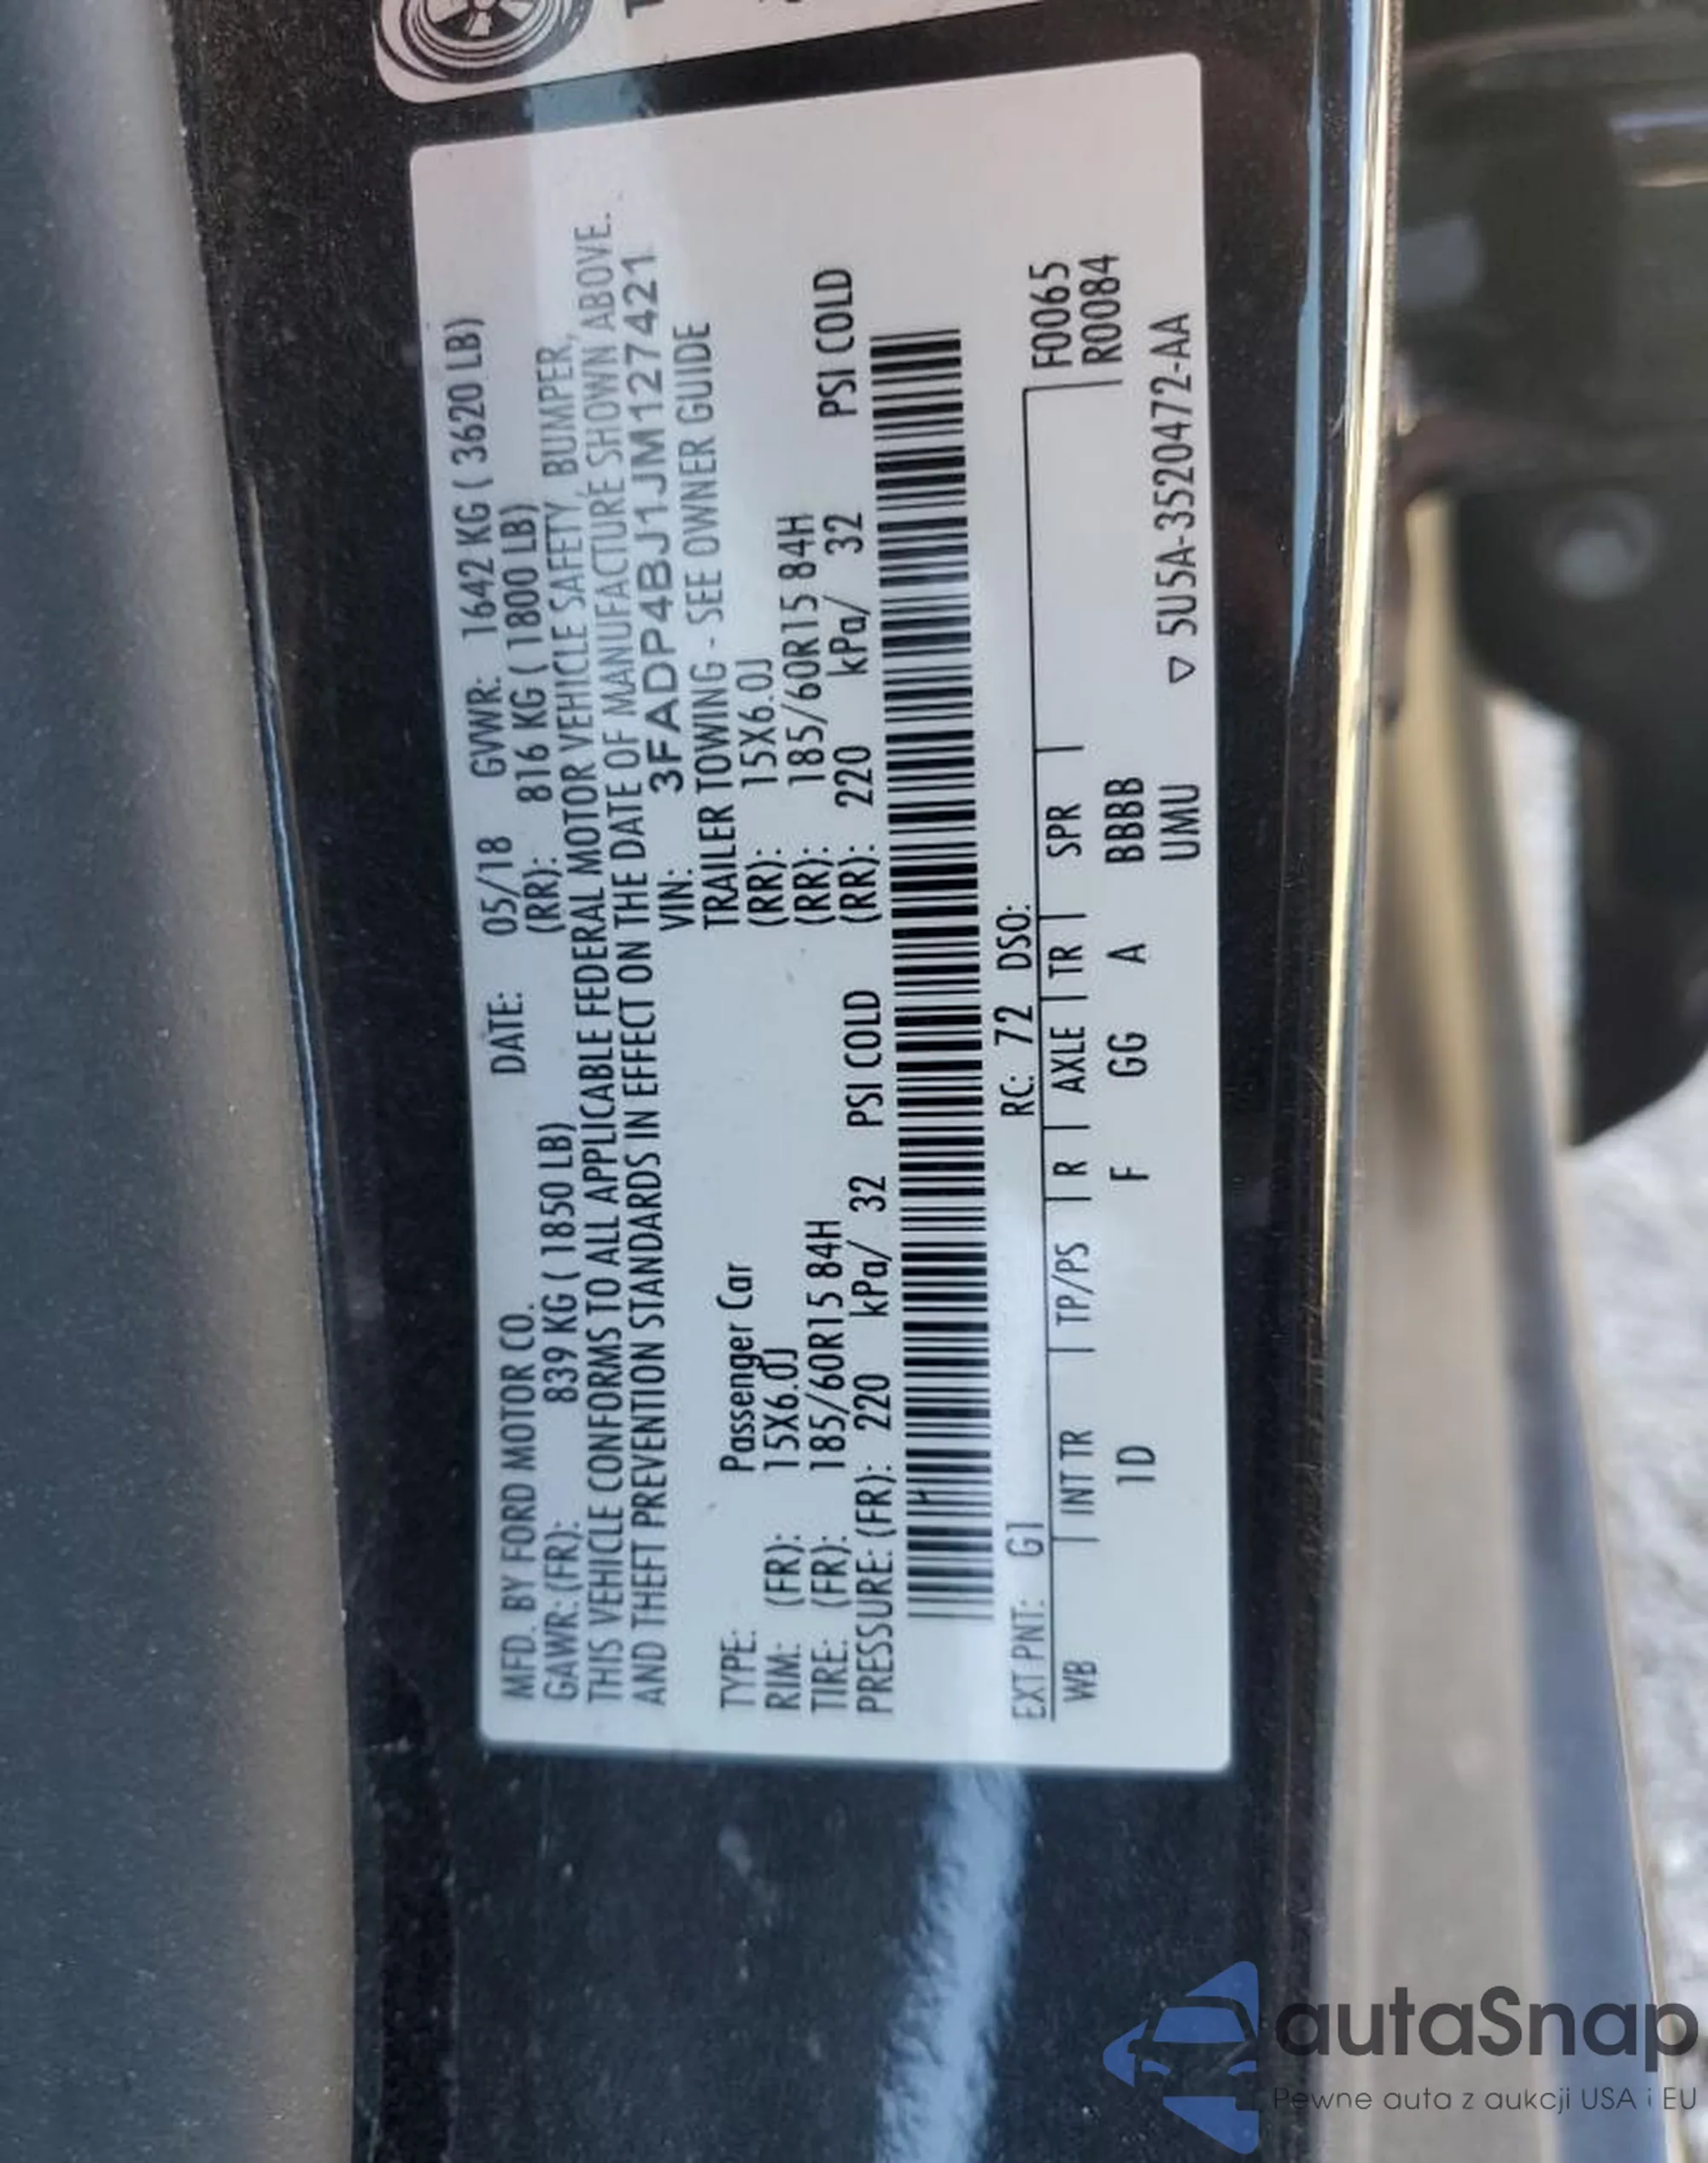 MFD. BY FORD MOTOR CO. DATE: 05/18 GVWR: 1642 KG ( 3620 LB)
GAWR: (FR): 839 KG ( 1850 LB) (RR): 816 KG ( 1800 LB)
THIS VEHICLE CONFORMS TO ALL APPLICABLE FEDERAL MOTOR VEHICLE SAFETY, BUMPER,
AND THEFT PREVENTION STANDARDS IN EFFECT ON THE DATE OF MANUFACTURE SHOWN ABOVE.
VIN: 3FADP4BJ1JM127421
TYPE: Passenger Car TRAILER TOWING - SEE OWNER GUIDE
RIM: (FR): 15X6.0J (RR): 15X6.0J
TIRE: (FR): 185/60R15 84H (RR): 185/60R15 84H
PRESSURE: (FR): 220 kPa/ 32 PSI COLD (RR): 220 kPa/ 32 PSI COLD
EXT PNT: G1 RC: 72 DSO:
WB INT TR TP/PS R AXLE TR SPR F0065
1D F GG A BBBB R0084
UMU ▽ 5U5A-3520472-AA
autaSnap
Pewne auta z aukcji USA i EU